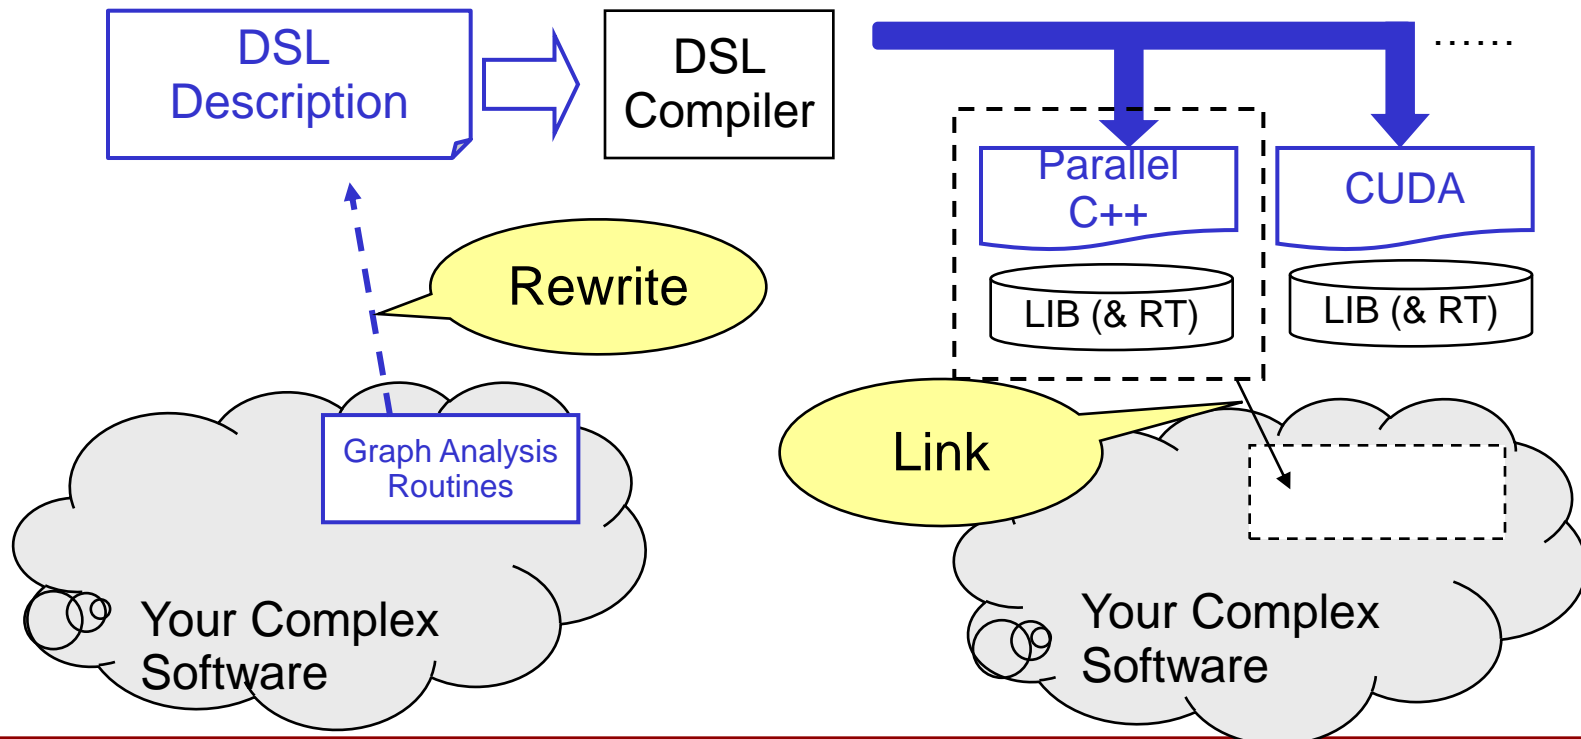 DSL
Description
DSL
Compiler
......
Parallel
C++
CUDA
LIB (& RT)
LIB (& RT)
Rewrite
Link
Graph Analysis
Routines
Your Complex
Software
Your Complex
Software